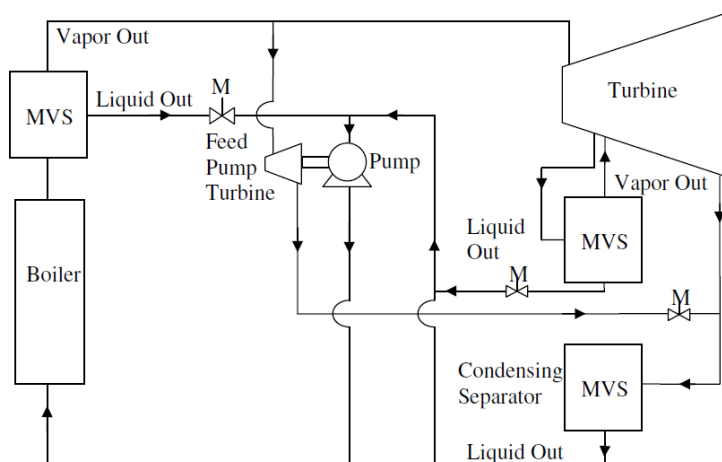 Vapor Out
M
Liquid Out
MVS
Turbine
Feed
Pump
Turbine
Pump
Vapor Out
Liquid
Out
MVS
M
Boiler
M
Condensing
Separator
MVS
Liquid Out